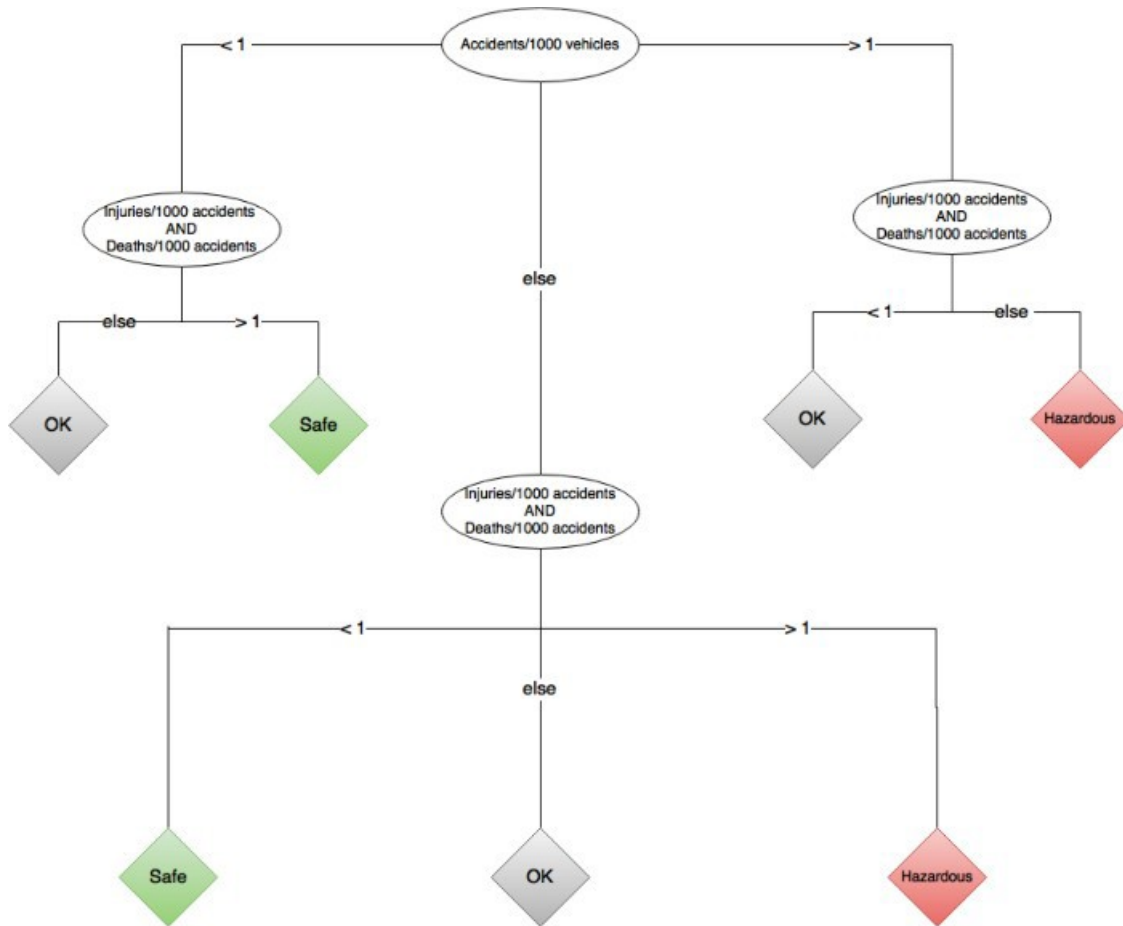 < 1
Accidents/1000 vehicles
> 1
Injuries/1000 accidents
AND
Deaths/1000 accidents
Injuries/1000 accidents
AND
Deaths/1000 accidents
else
else
> 1
< 1
else
OK
Safe
OK
Hazardous
Injuries/1000 accidents
AND
Deaths/1000 accidents
< 1
> 1
else
Safe
OK
Hazardous